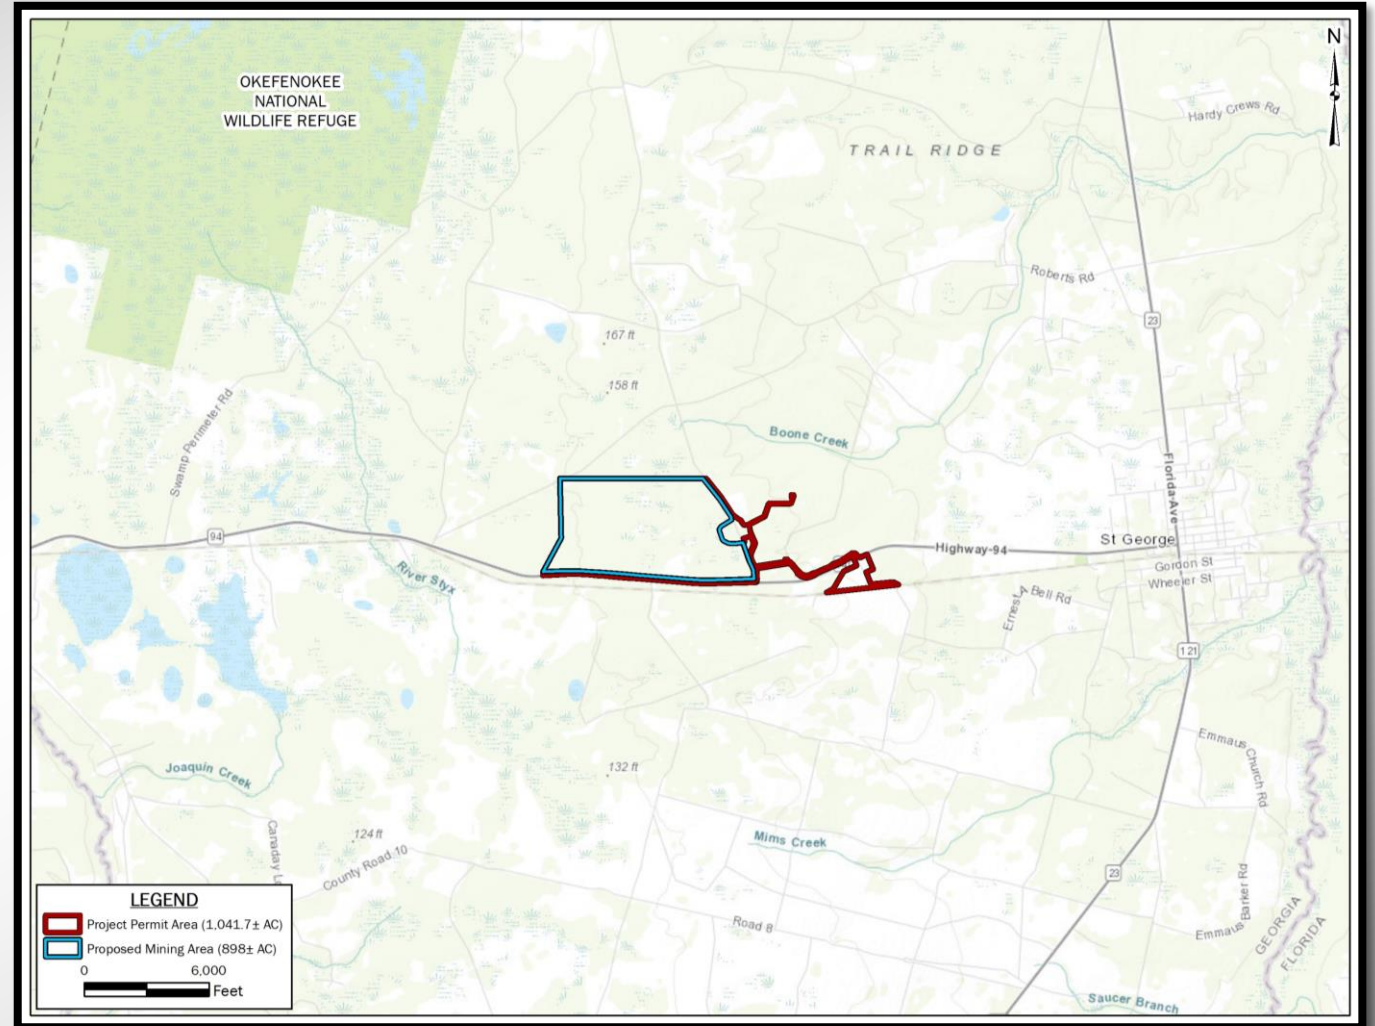 OKEFENOKEE
NATIONAL
WILDLIFE REFUGE
N
Hardy Crews Rd
TRAIL RIDGE
Roberts Rd
23
167 ft
158 ft
Swamp Perimeter Rd
Boone Creek
Florida-Ave
94
Highway-94
St George
Gordon St
Wheeler St
River Styx
Ernest A Bell Rd
121
Emmaus Church Rd
Joaquin Creek
132 ft
124 ft
Mims Creek
Canaday L
County Road 10
23
Emmaus Barker Rd
Road 8
GEORGIA
FLORIDA
Saucer Branch
LEGEND
Project Permit Area (1,041.7± AC)
Proposed Mining Area (898± AC)
0 6,000
Feet